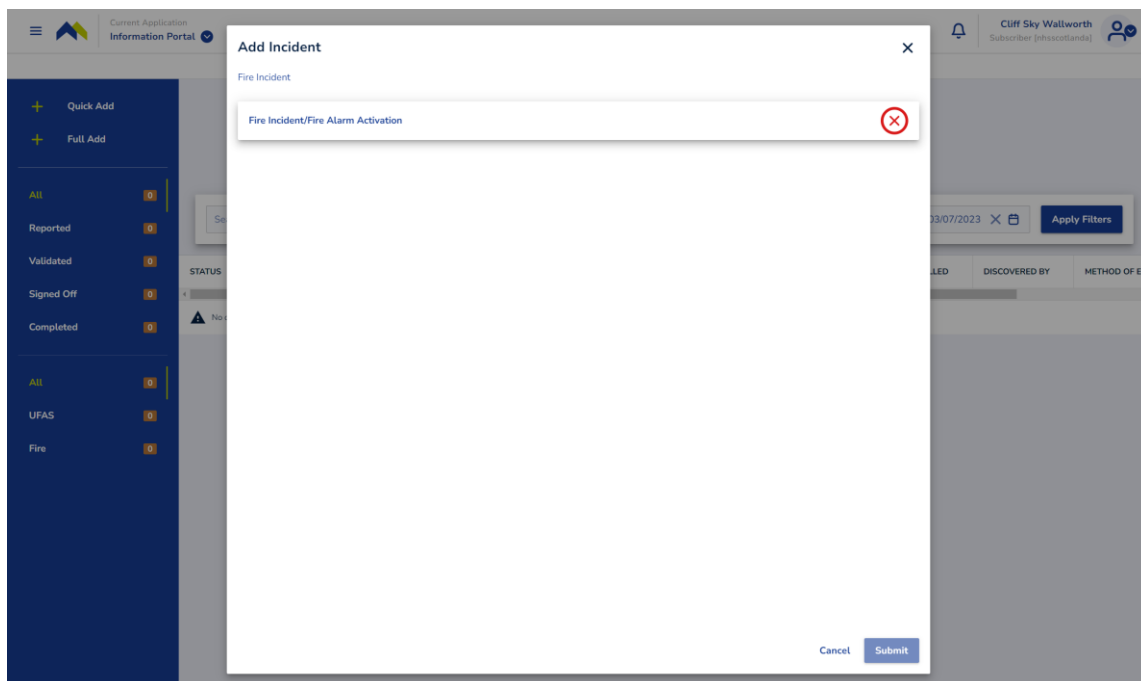 Current Application
Information Portal
Cliff Sky Wallworth
Subscriber (nhsscotlanda)
Add Incident
Fire Incident
Fire Incident/Fire Alarm Activation
Quick Add
Full Add
All 0
Reported 0
Validated 0
Signed Off 0
Completed 0
All 0
UFAS 0
Fire 0
03/07/2023
Apply Filters
STATUS
DISCOVERED BY
METHOD OF E
No
Cancel
Submit